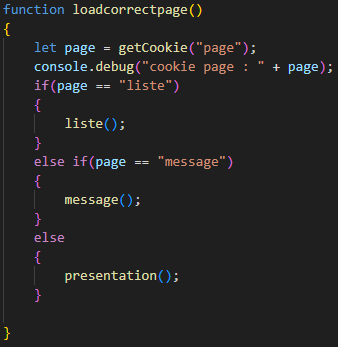 function loadcorrectpage()
{
    let page = getCookie("page");
    console.debug("cookie page : " + page);
    if(page == "liste")
    {
        liste();
    }
    else if(page == "message")
    {
        message();
    }
    else
    {
        presentation();
    }

}